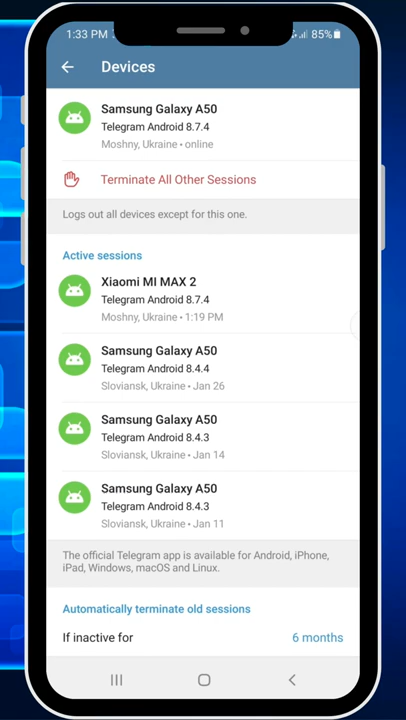 1:33 PM
85%
Devices
Samsung Galaxy A50
Telegram Android 8.7.4
Moshny, Ukraine • online
Terminate All Other Sessions
Logs out all devices except for this one.
Active sessions
Xiaomi MI MAX 2
Telegram Android 8.7.4
Moshny, Ukraine • 1:19 PM
Samsung Galaxy A50
Telegram Android 8.4.4
Sloviansk, Ukraine • Jan 26
Samsung Galaxy A50
Telegram Android 8.4.3
Sloviansk, Ukraine • Jan 14
Samsung Galaxy A50
Telegram Android 8.4.3
Sloviansk, Ukraine • Jan 11
The official Telegram app is available for Android, iPhone,
iPad, Windows, macOS and Linux.
Automatically terminate old sessions
If inactive for
6 months